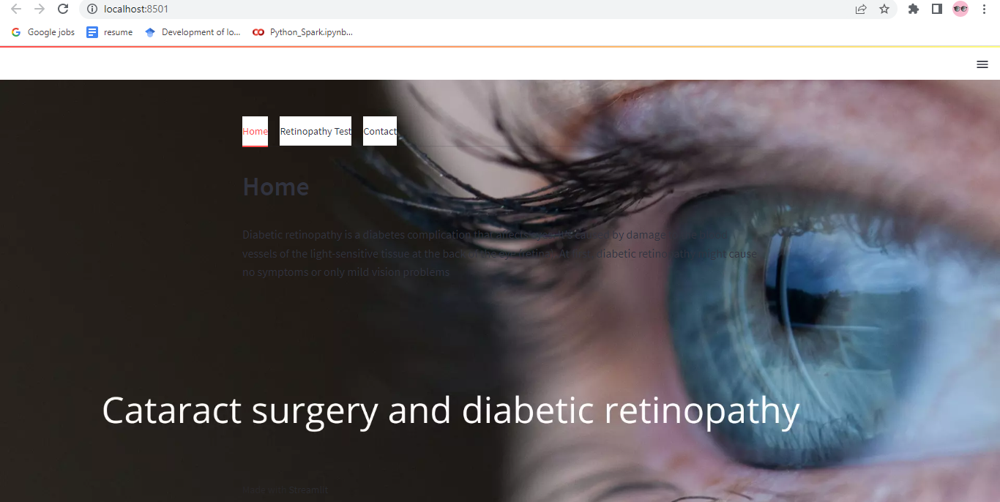 localhost:8501
Google jobs resume Development of lo... Python_Spark.ipynb...
Home Retinopathy Test Contact
Home
Diabetic retinopathy is a diabetes complication that affects eyes. It's caused by damage to the blood
vessels of the light-sensitive tissue at the back of the eye (retina). At first, diabetic retinopathy might cause
no symptoms or only mild vision problems
Cataract surgery and diabetic retinopathy
Made with Streamlit